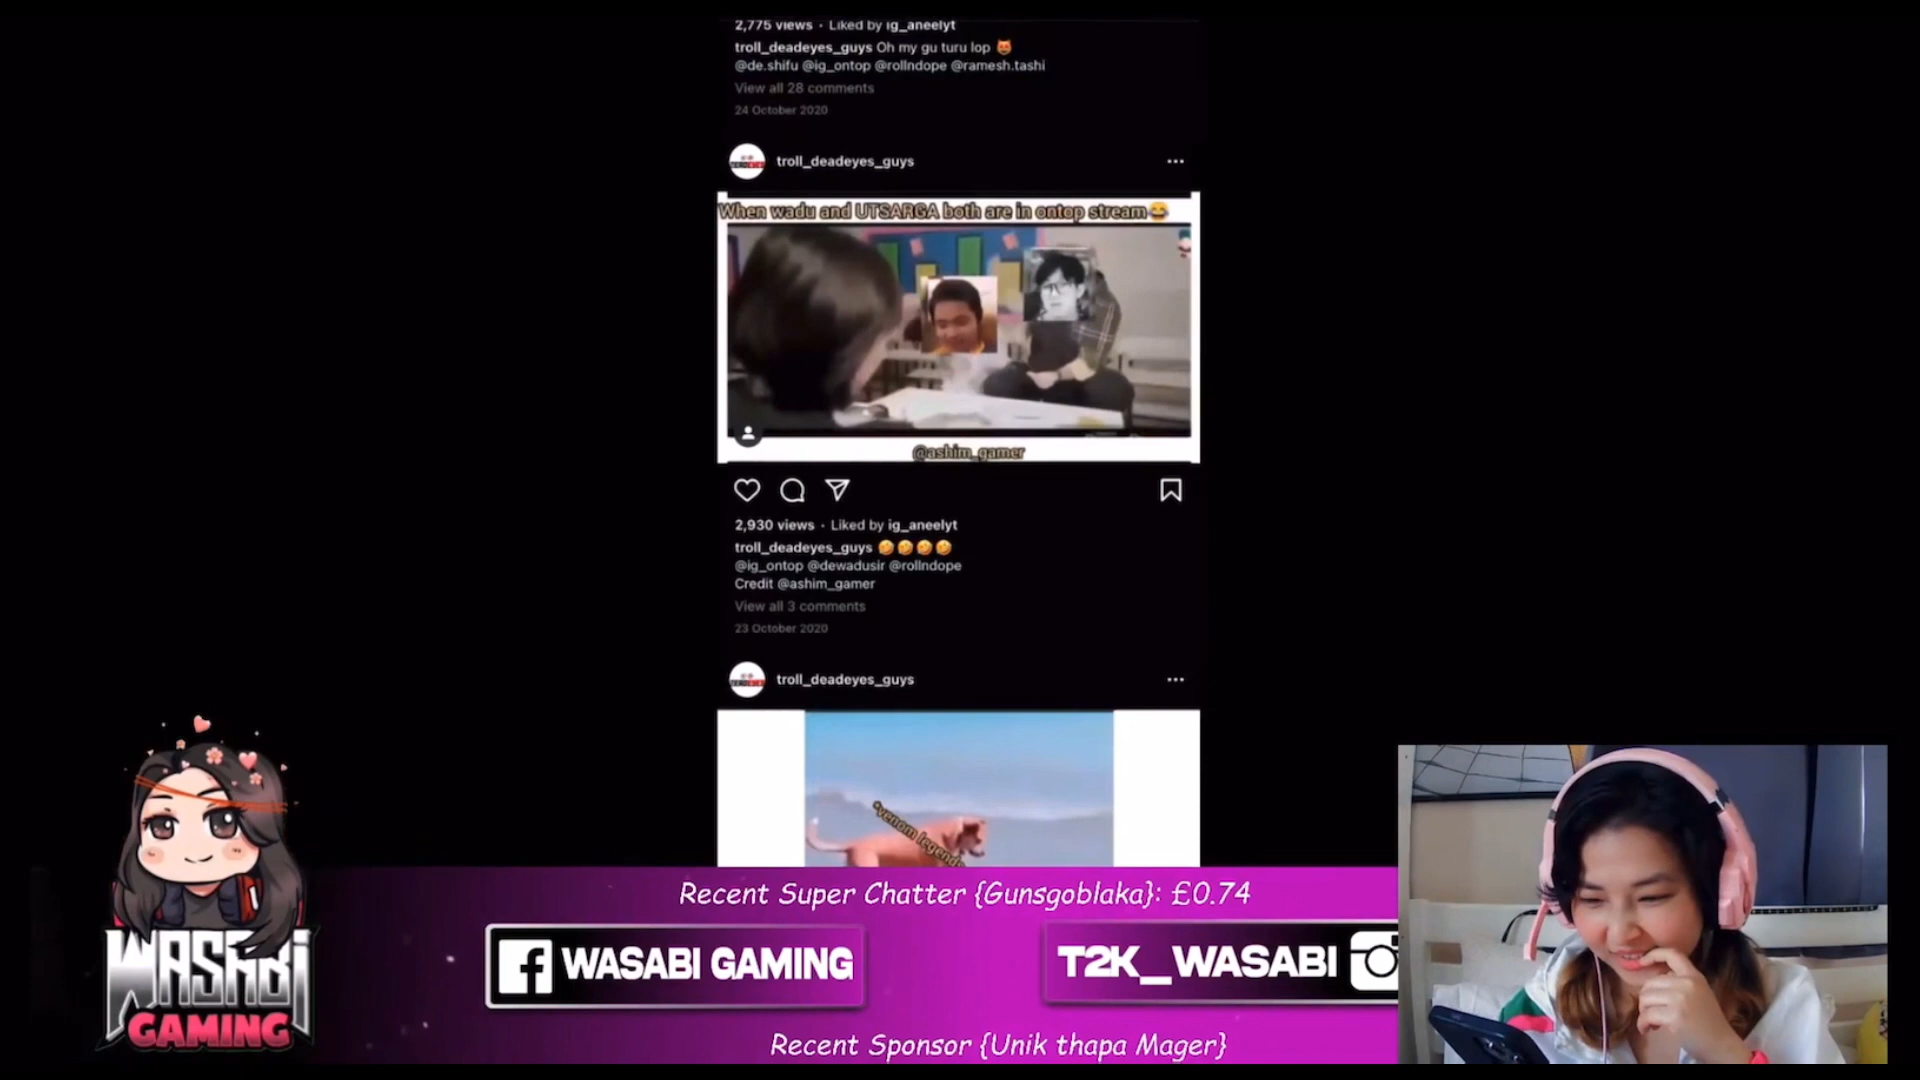 2,775 views · Liked by ig_aneelyt
troll_deadeyes_guys Oh my gu turu lop 😻
@de.shifu @ig_ontop @rollndope @ramesh.tashi
View all 28 comments
24 October 2020
troll_deadeyes_guys
When wadu and UTSARGA both are in ontop stream😂
@ashim_gamer
2,930 views · Liked by ig_aneelyt
troll_deadeyes_guys 🤣🤣🤣🤣
@ig_ontop @dewadusir @rollndope
Credit @ashim_gamer
View all 3 comments
23 October 2020
troll_deadeyes_guys
*venom legends
Recent Super Chatter {Gunsgoblaka}: £0.74
WASABI GAMING
WASABI GAMING
T2K_WASABI
Recent Sponsor {Unik thapa Mager}